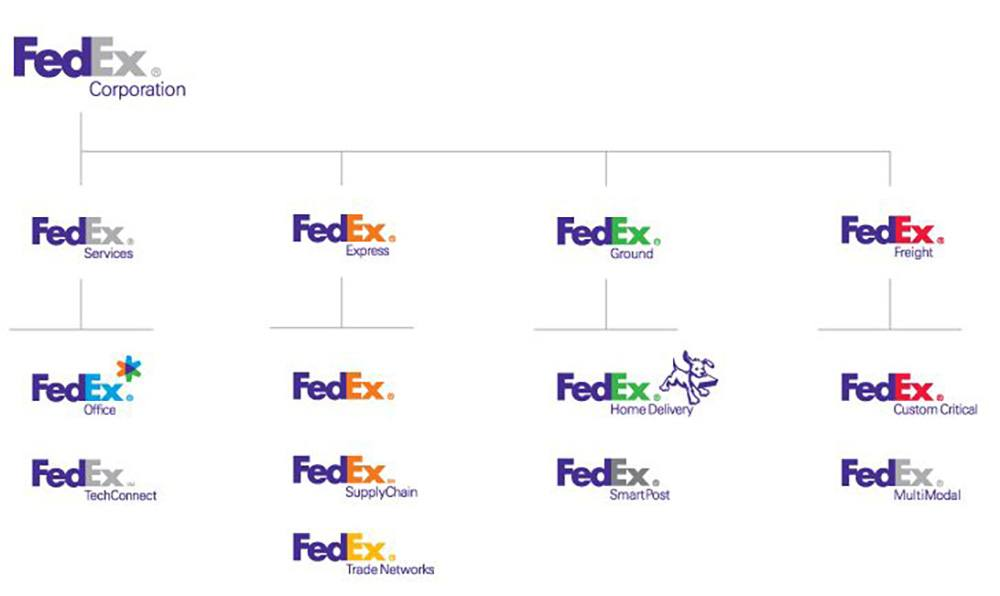 FedEx®
Corporation
FedEx®
Services
FedEx®
Express
FedEx®
Ground
FedEx®
Freight
FedEx®
Office
FedEx®
FedEx®
Home Delivery
FedEx®
Custom Critical
FedEx
TechConnect
FedEx
SupplyChain
FedEx®
SmartPost
FedEx®
MultiModal
FedEx®
Trade Networks